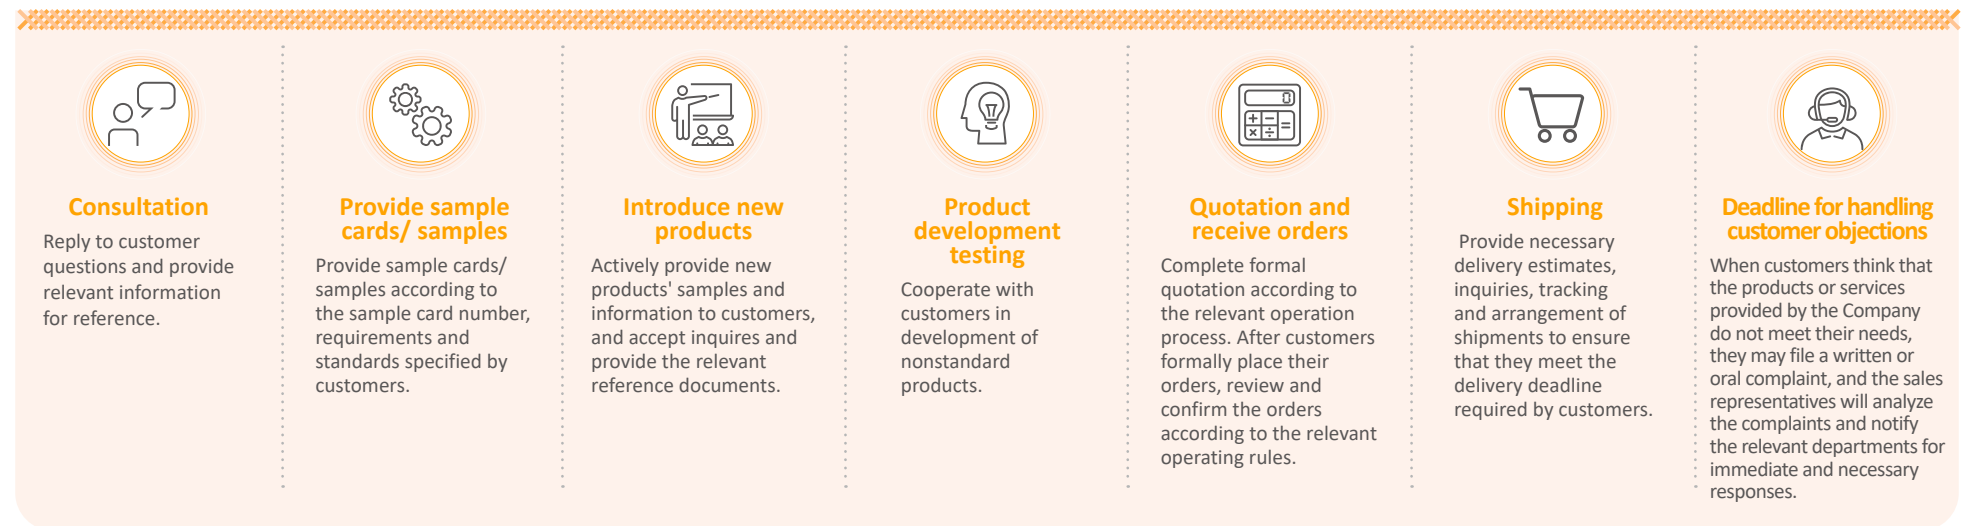 Consultation
Reply to customer
questions and provide
relevant information
for reference.
Provide sample
cards/ samples
Provide sample cards/
samples according to
the sample card number,
requirements and
standards specified by
customers.
Introduce new
products
Actively provide new
products' samples and
information to customers,
and accept inquires and
provide the relevant
reference documents.
Product
development
testing
Cooperate with
customers in
development of
nonstandard
products.
0
Quotation and
receive orders
Complete formal
quotation according to
the relevant operation
process. After customers
formally place their
orders, review and
confirm the orders
according to the relevant
operating rules.
Shipping
Provide necessary
delivery estimates,
inquiries, tracking
and arrangement of
shipments to ensure
that they meet the
delivery deadline
required by customers.
Deadline for handling
customer objections
When customers think that
the products or services
provided by the Company
do not meet their needs,
they may file a written or
oral complaint, and the sales
representatives will analyze
the complaints and notify
the relevant departments for
immediate and necessary
responses.